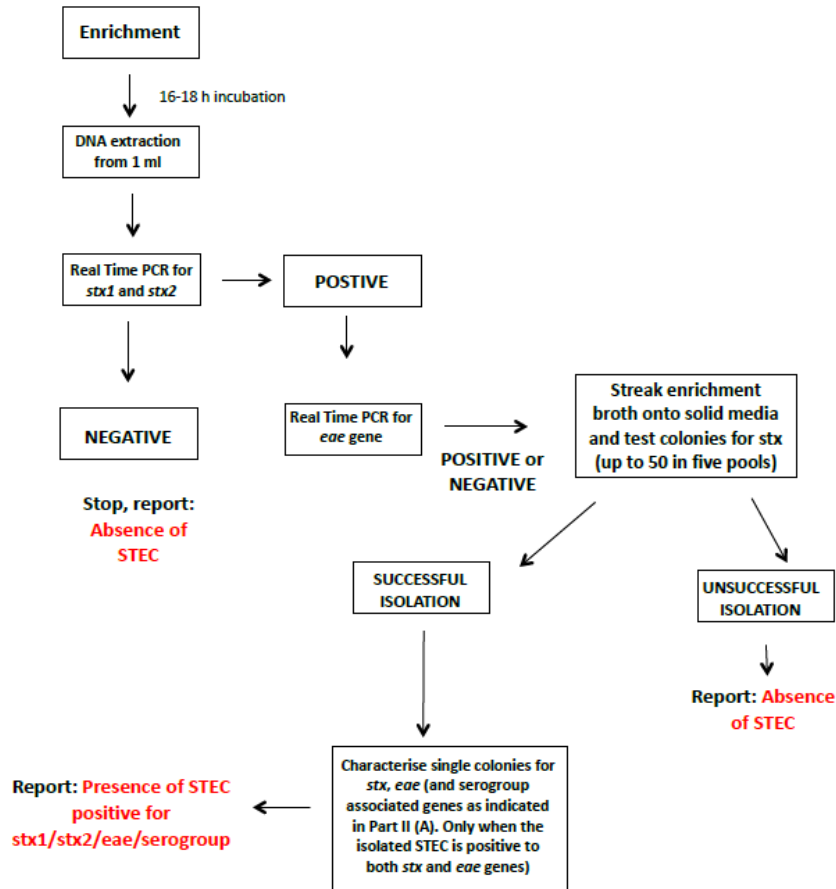 Enrichment
16-18 h incubation
DNA extraction
from 1 ml
Real Time PCR for
stx1 and stx2
POSTIVE
NEGATIVE
Stop, report:
Absence of
STEC
Real Time PCR for
eae gene
POSITIVE or
NEGATIVE
Streak enrichment
broth onto solid media
and test colonies for stx
(up to 50 in five pools)
SUCCESSFUL
ISOLATION
UNSUCCESSFUL
ISOLATION
Report: Absence
of STEC
Characterise single colonies for
stx, eae (and serogroup
associated genes as indicated
in Part II (A). Only when the
isolated STEC is positive to
both stx and eae genes)
Report: Presence of STEC
positive for
stx1/stx2/eae/serogroup